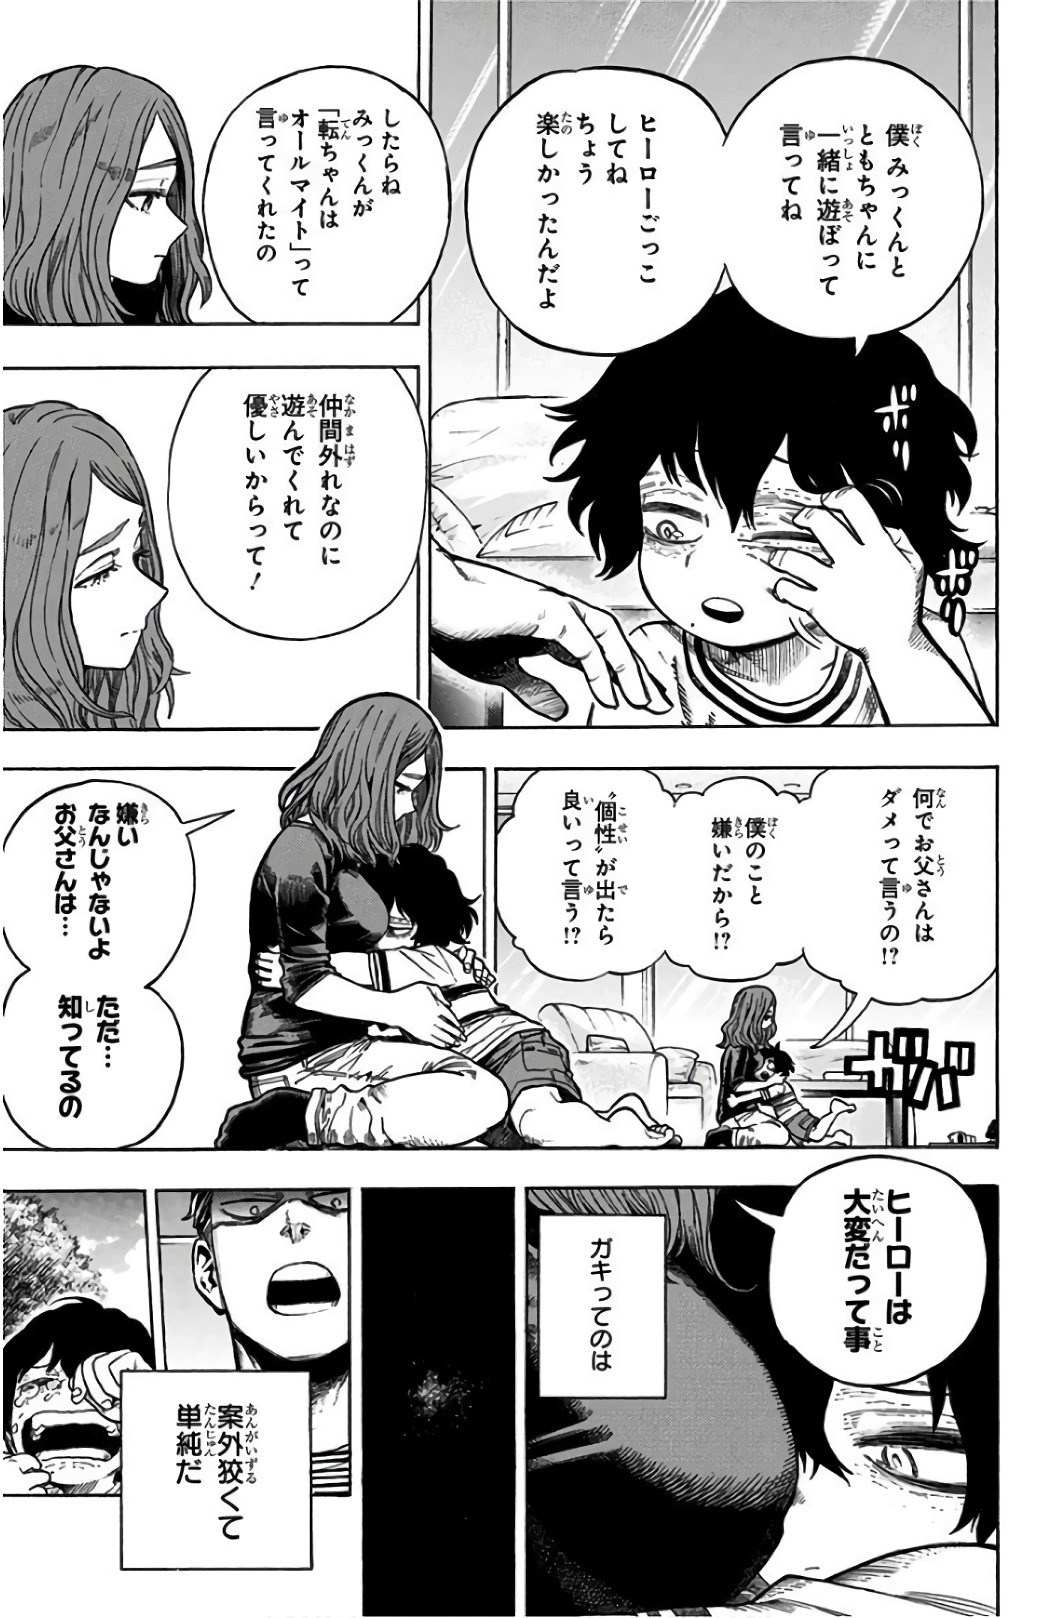 僕みっくんと
ともちゃんに
一緒に遊ぼって
言ってね
ヒーローごっこ
してね
ちょう
楽しかったんだよ
ボリ
ボリ
したらね
みっくんが
「転ちゃんは
オールマイト」って
言ってくれたの
仲間外れなのに
遊んでくれて
優しいからって!
何でお父さんは
ダメって言うの!?
僕のこと
嫌いだから!?
“個性”が出たら
良いって言う!?
嫌い
なんじゃないよ
お父さんは…
ただ…
知ってるの
ヒーローは
大変だって事
ガキってのは
案外狡くて
単純だ